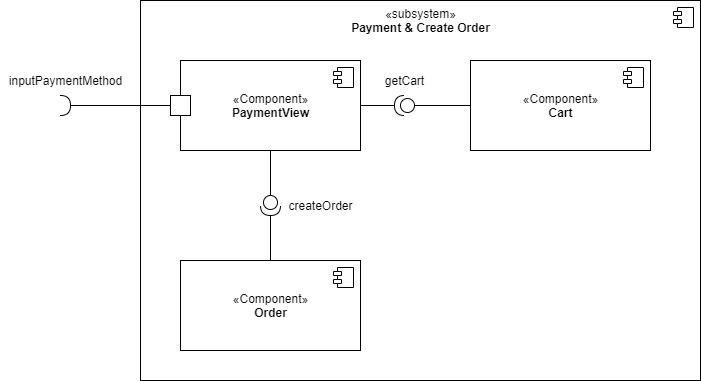 «subsystem»
Payment & Create Order
inputPaymentMethod
«Component»
PaymentView
getCart
«Component»
Cart
createOrder
«Component»
Order